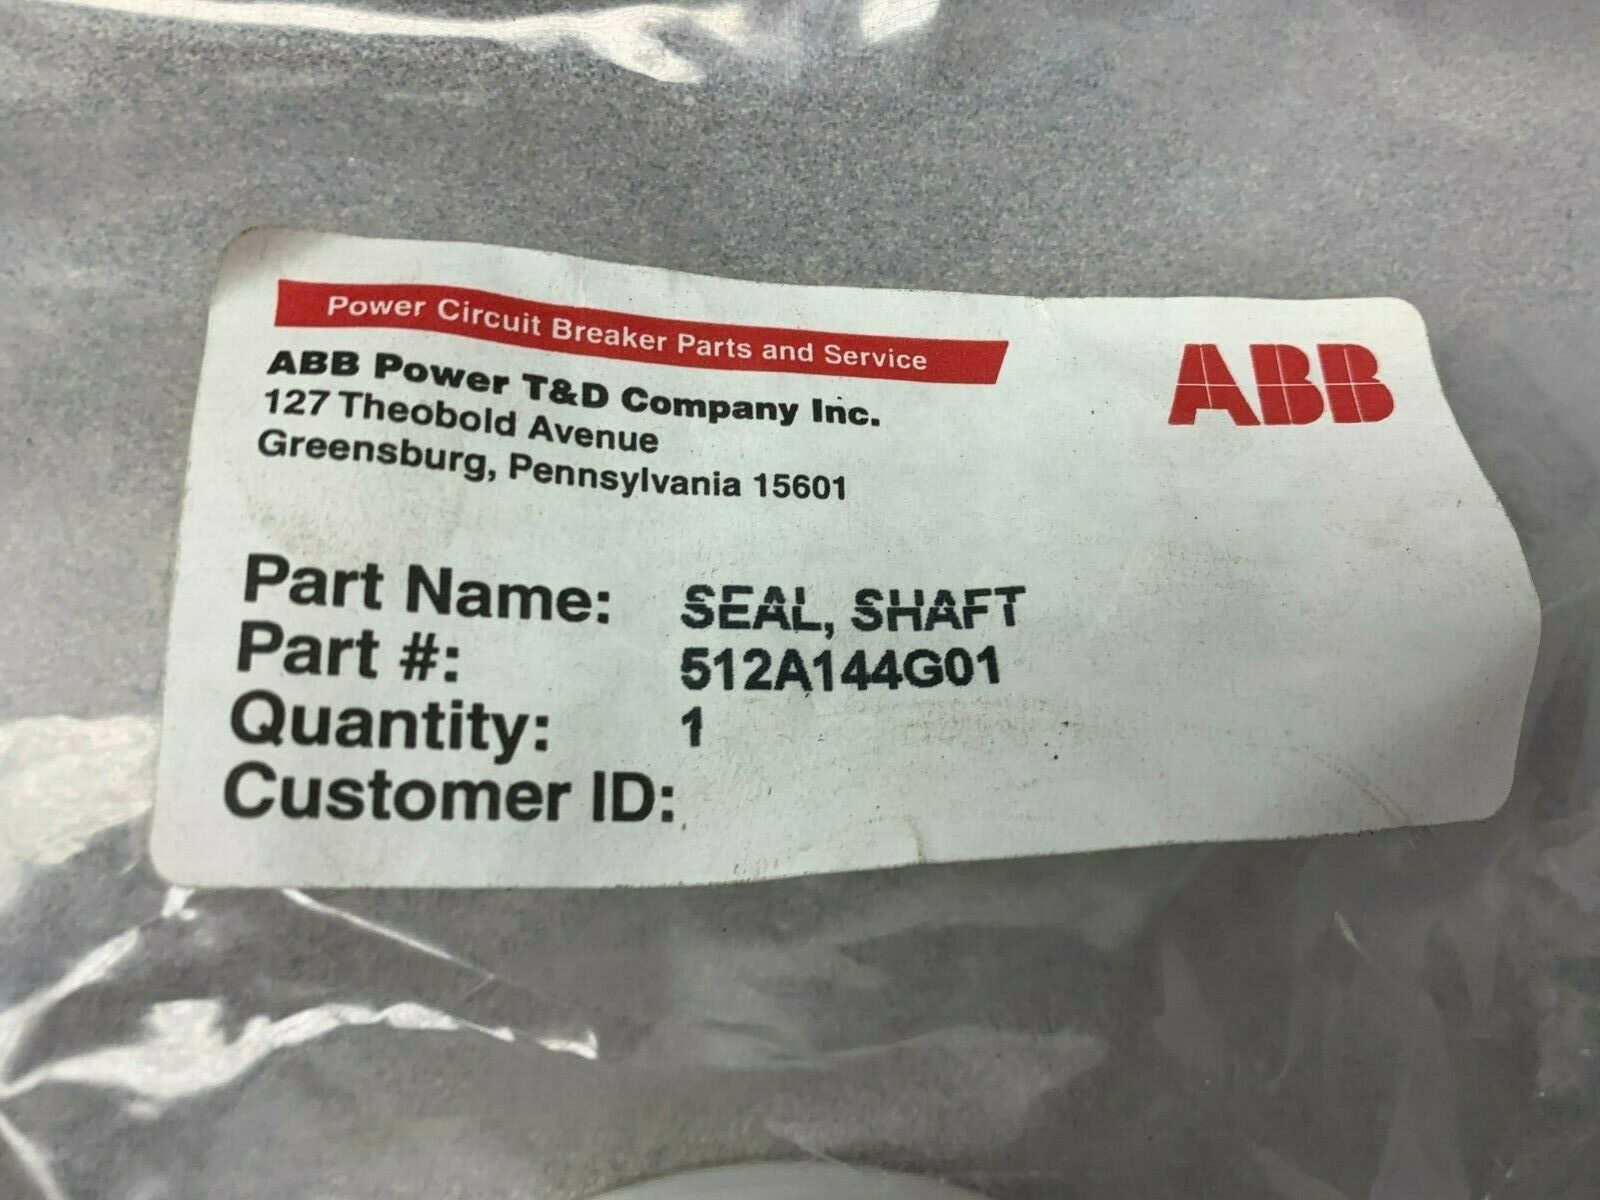 Power Circuit Breaker Parts and Service
ABB
ABB Power T&D Company Inc.
127 Theobold Avenue
Greensburg, Pennsylvania 15601
Part Name: SEAL, SHAFT
Part #: 512A144G01
Quantity: 1
Customer ID: